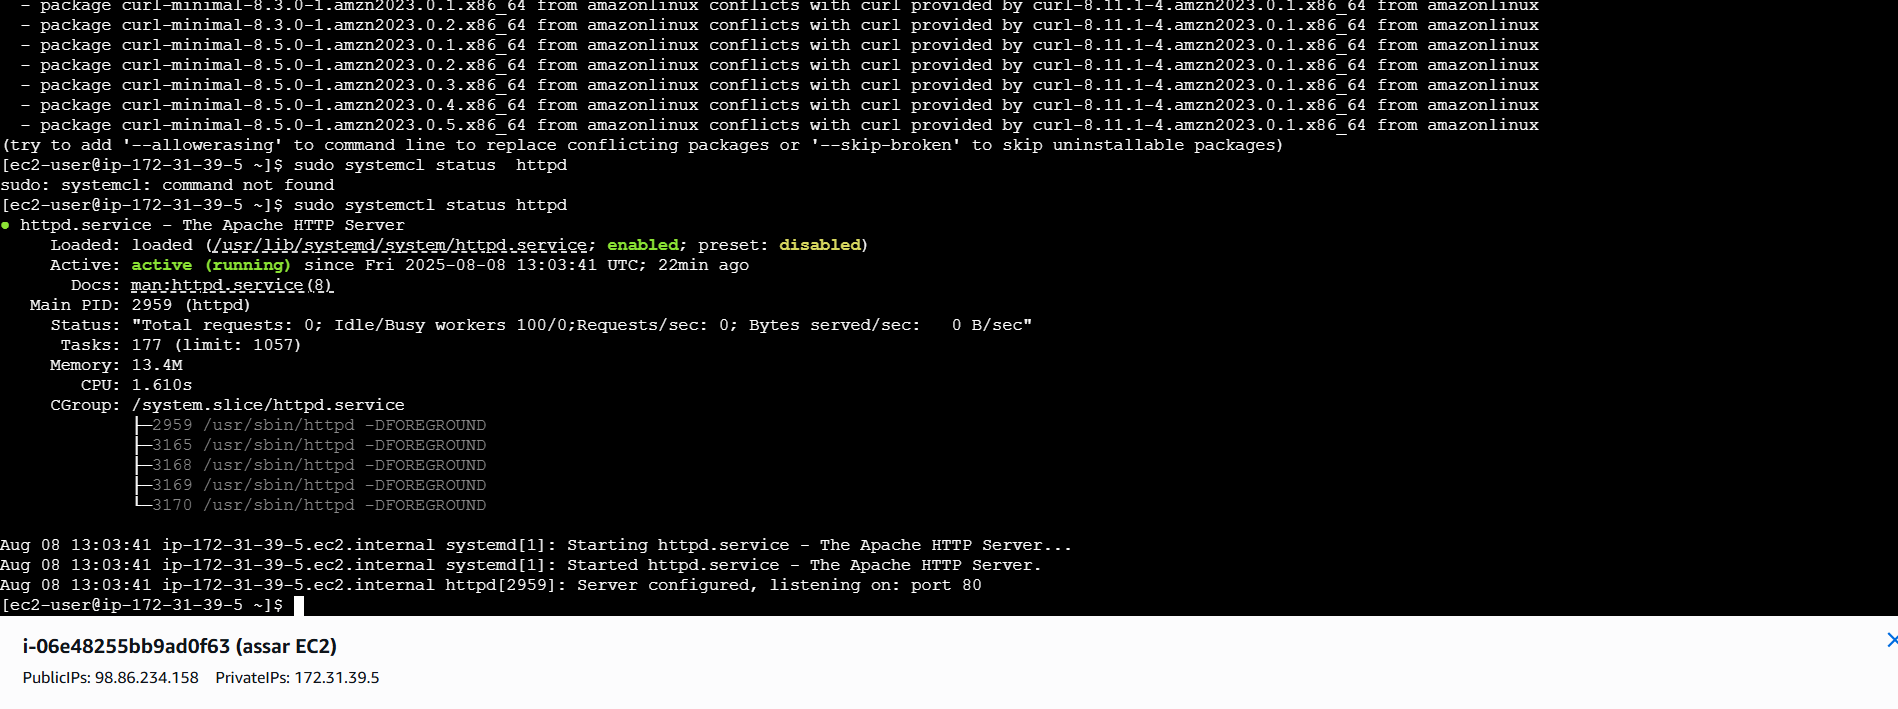 - package curl-minimal-8.3.0-1.amzn2023.0.1.x86_64 from amazonlinux conflicts with curl provided by curl-8.11.1-4.amzn2023.0.1.x86_64 from amazonlinux
- package curl-minimal-8.3.0-1.amzn2023.0.2.x86_64 from amazonlinux conflicts with curl provided by curl-8.11.1-4.amzn2023.0.1.x86_64 from amazonlinux
- package curl-minimal-8.5.0-1.amzn2023.0.1.x86_64 from amazonlinux conflicts with curl provided by curl-8.11.1-4.amzn2023.0.1.x86_64 from amazonlinux
- package curl-minimal-8.5.0-1.amzn2023.0.2.x86_64 from amazonlinux conflicts with curl provided by curl-8.11.1-4.amzn2023.0.1.x86_64 from amazonlinux
- package curl-minimal-8.5.0-1.amzn2023.0.3.x86_64 from amazonlinux conflicts with curl provided by curl-8.11.1-4.amzn2023.0.1.x86_64 from amazonlinux
- package curl-minimal-8.5.0-1.amzn2023.0.4.x86_64 from amazonlinux conflicts with curl provided by curl-8.11.1-4.amzn2023.0.1.x86_64 from amazonlinux
- package curl-minimal-8.5.0-1.amzn2023.0.5.x86_64 from amazonlinux conflicts with curl provided by curl-8.11.1-4.amzn2023.0.1.x86_64 from amazonlinux
(try to add '--allowerasing' to command line to replace conflicting packages or '--skip-broken' to skip uninstallable packages)
[ec2-user@ip-172-31-39-5 ~]$ sudo systemcl status  httpd
sudo: systemcl: command not found
[ec2-user@ip-172-31-39-5 ~]$ sudo systemctl status httpd
● httpd.service - The Apache HTTP Server
Loaded: loaded (/usr/lib/systemd/system/httpd.service; enabled; preset: disabled)
Active: active (running) since Fri 2025-08-08 13:03:41 UTC; 22min ago
Docs: man:httpd.service(8)
Main PID: 2959 (httpd)
Status: "Total requests: 0; Idle/Busy workers 100/0;Requests/sec: 0; Bytes served/sec:   0 B/sec"
Tasks: 177 (limit: 1057)
Memory: 13.4M
CPU: 1.610s
CGroup: /system.slice/httpd.service
├─2959 /usr/sbin/httpd -DFOREGROUND
├─3165 /usr/sbin/httpd -DFOREGROUND
├─3168 /usr/sbin/httpd -DFOREGROUND
├─3169 /usr/sbin/httpd -DFOREGROUND
└─3170 /usr/sbin/httpd -DFOREGROUND
Aug 08 13:03:41 ip-172-31-39-5.ec2.internal systemd[1]: Starting httpd.service - The Apache HTTP Server...
Aug 08 13:03:41 ip-172-31-39-5.ec2.internal systemd[1]: Started httpd.service - The Apache HTTP Server.
Aug 08 13:03:41 ip-172-31-39-5.ec2.internal httpd[2959]: Server configured, listening on: port 80
[ec2-user@ip-172-31-39-5 ~]$
i-06e48255bb9ad0f63 (assar EC2)
PublicIPs: 98.86.234.158 PrivateIPs: 172.31.39.5